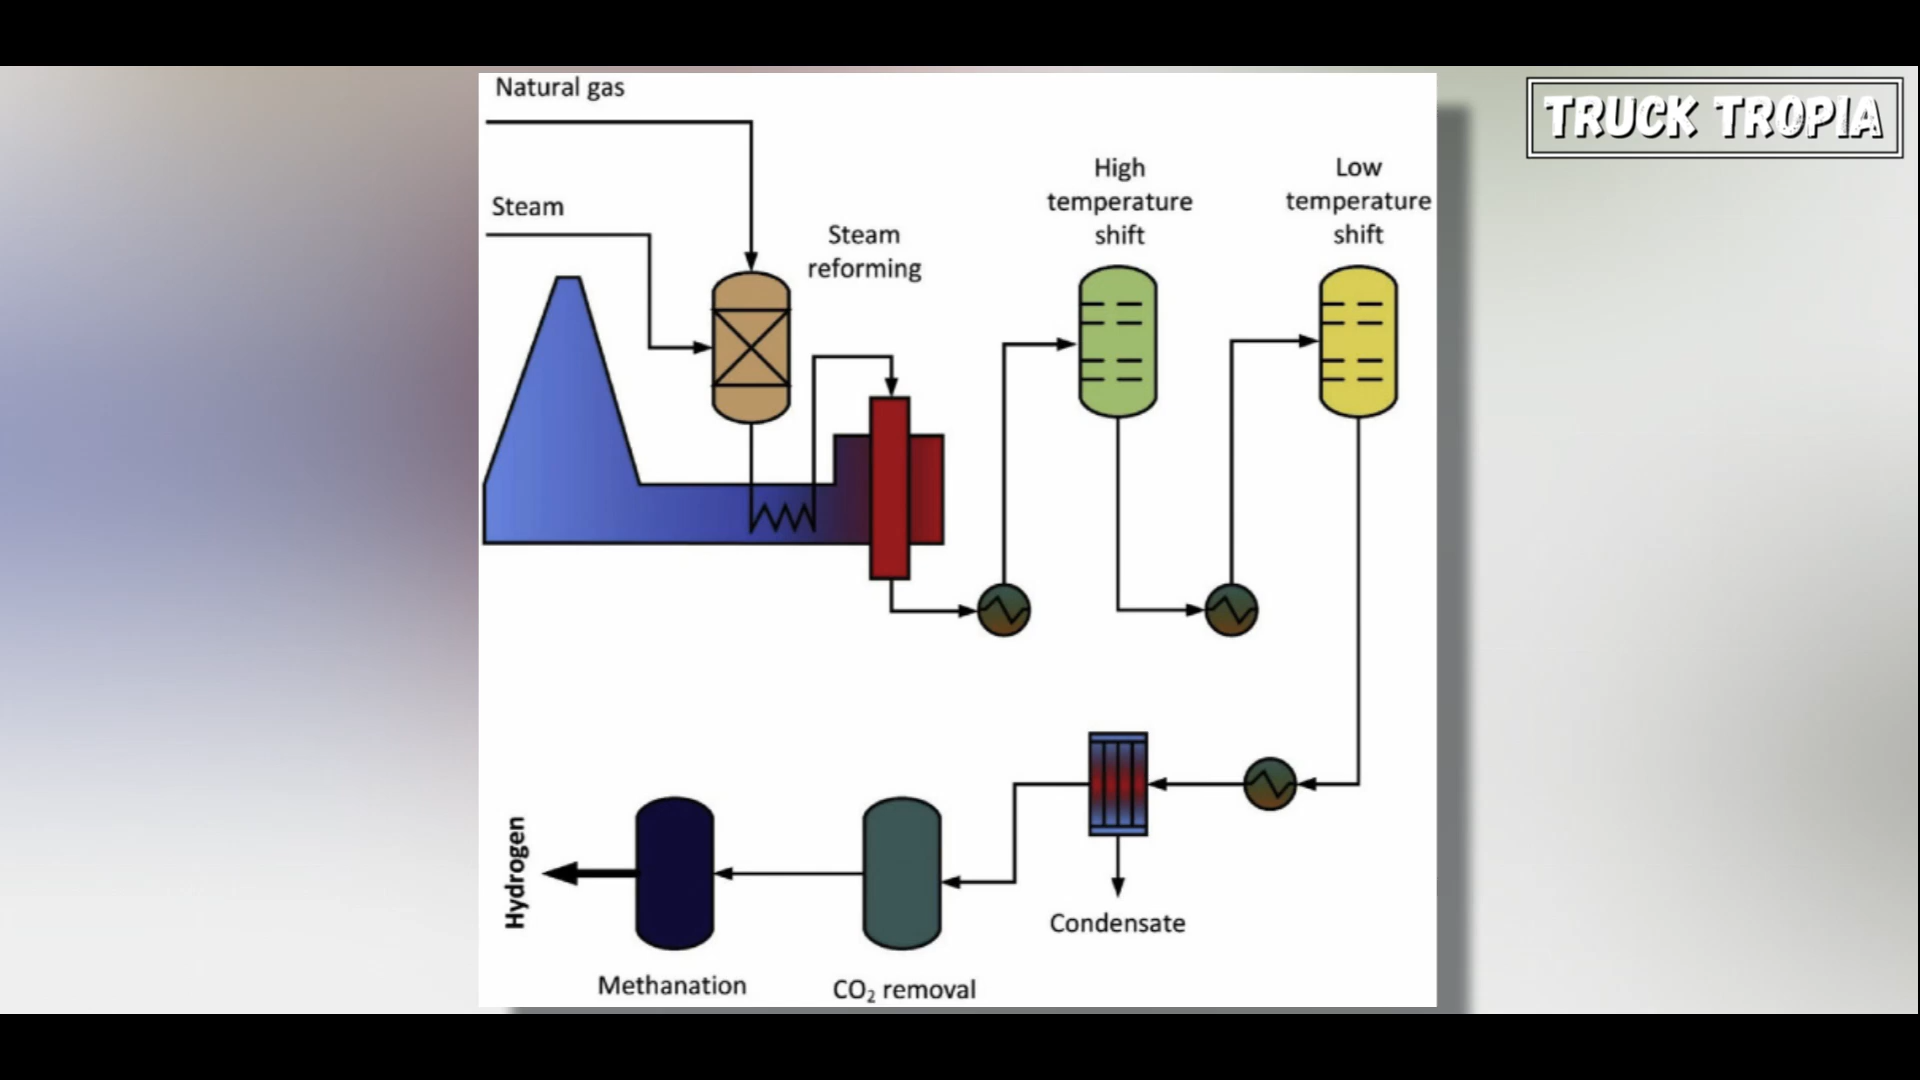 Natural gas
TRUCK TROPIA
Steam
Steam
reforming
High
temperature
shift
Low
temperature
shift
Condensate
Hydrogen
Methanation
CO₂ removal